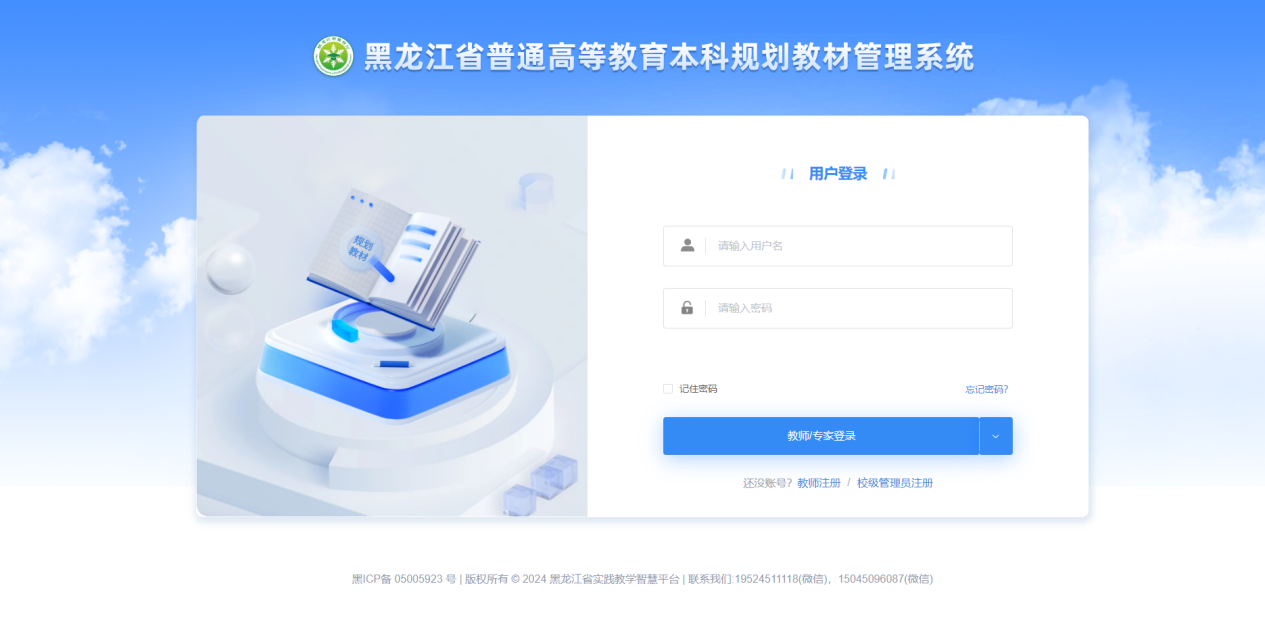 黑龙江省普通高等教育本科规划教材管理系统
规划
教材
用户登录
请输入用户名
请输入密码
记住密码
忘记密码?
教师/专家登录
还没账号? 教师注册 / 校级管理员注册
黑ICP备 05005923 号 | 版权所有 © 2024 黑龙江省实践教学智慧平台 | 联系我们:19524511118(微信), 15045096087(微信)